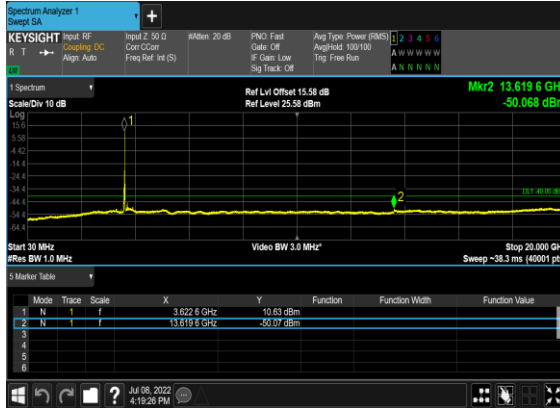 Spectrum Analyzer 1
Swept SA
+
KEYSIGHT Input: RF Input Z: 50 Ω #Atten: 20 dB PNO: Fast Avg Type: Power (RMS) 1 2 3 4 5 6
R T Coupling: DC Corr CCorr Gate: Off Avg|Hold: 100/100 A W W W W W
Align: Auto Freq Ref: Int (S) IF Gain: Low Trig: Free Run
Sig Track: Off A N N N N N
1 Spectrum Ref Lvl Offset 15.58 dB Mkr2 13.619 6 GH
Scale/Div 10 dB Ref Level 25.58 dBm -50.068 dB
Log
15.6
5.58
-4.42
-14.4
-24.4
-34.4
-44.4
-54.4
-64.4
1
2
DL1 -40.00 dB
Start 30 MHz Video BW 3.0 MHz* Stop 20.000 G
#Res BW 1.0 MHz Sweep ~38.3 ms (40001 pt
5 Marker Table
Mode Trace Scale X Y Function Function Width Function Value
1 N 1 f 3.622 6 GHz 10.63 dBm
2 N 1 f 13.619 6 GHz -50.07 dBm
3
4
5
6
? Jul 08, 2022
4:19:26 PM